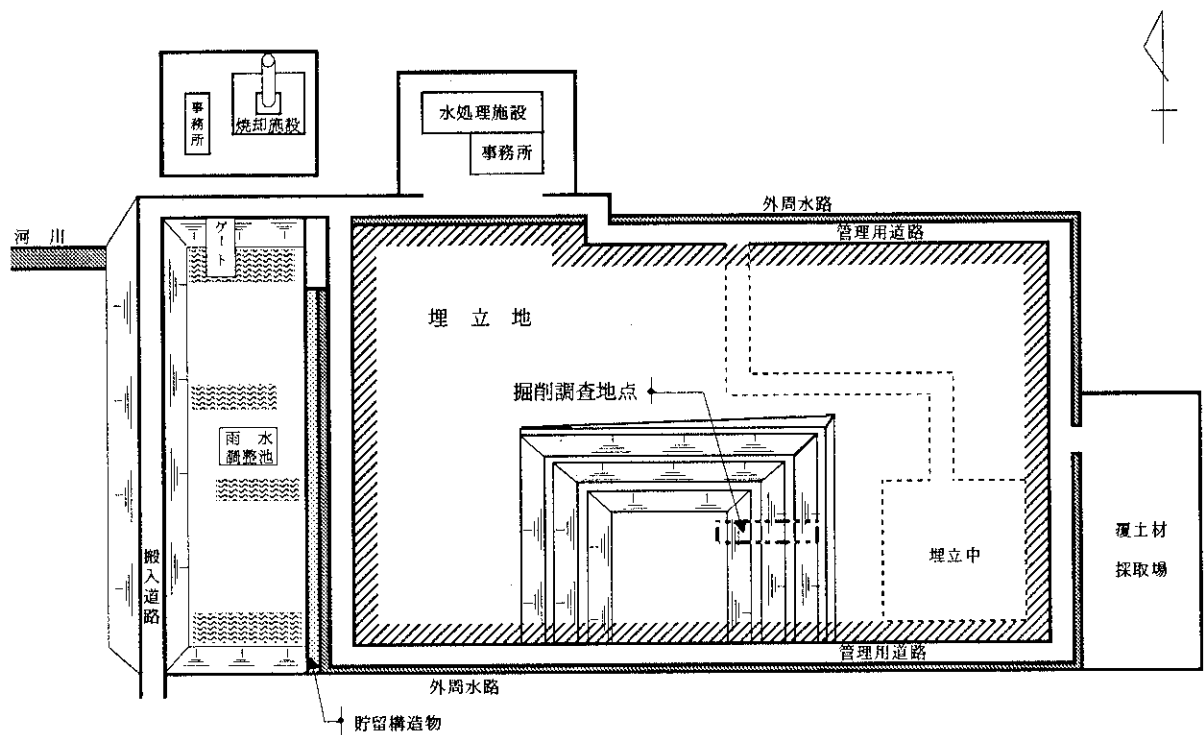 事務所
焼却施設
水処理施設
事務所
外周水路
管理用道路
河川
ゲート
埋立地
掘削調査地点
雨水
調整池
搬入道路
埋立中
覆土材
採取場
管理用道路
外周水路
貯留構造物